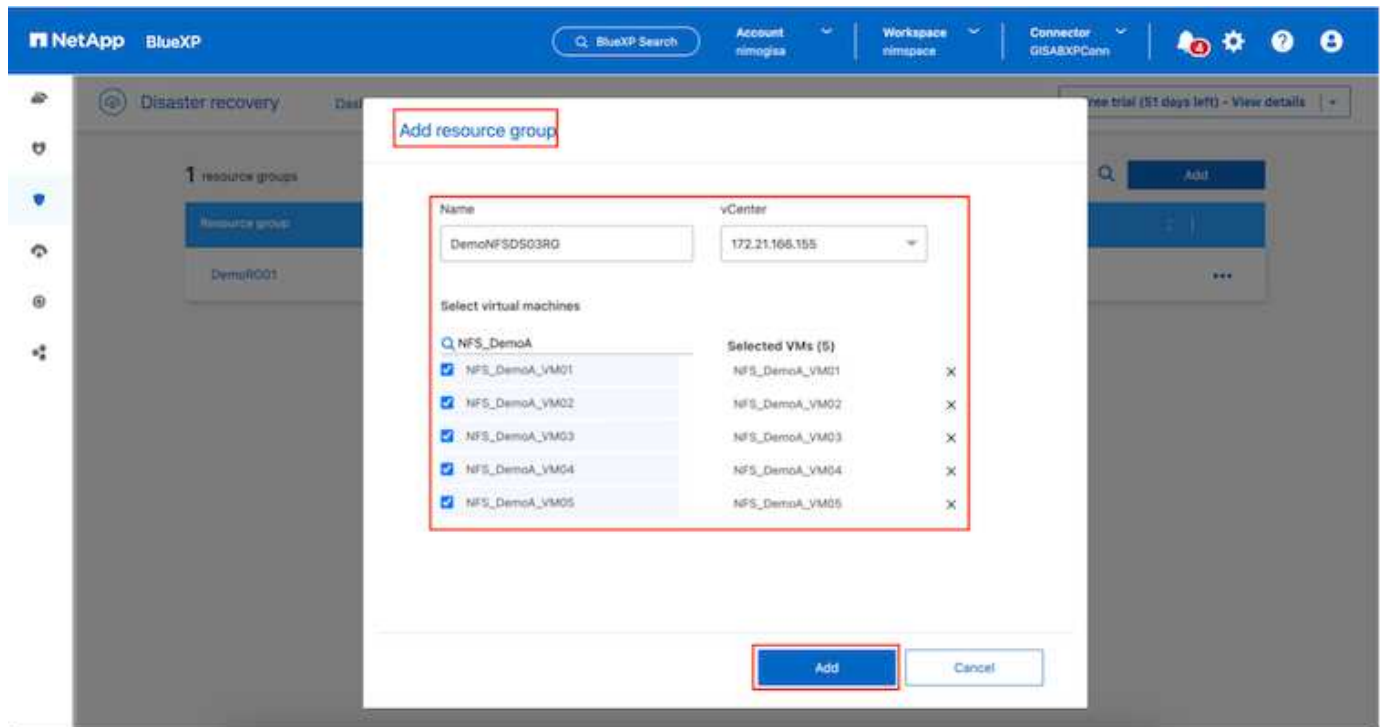 NetApp BlueXP
BlueXP Search
Account
nimogisa
Workspace
nimspace
Connector
GISABXPConn
4
Disaster recovery
free trial (51 days left) - View details
Add resource group
1 resource groups
Add
Resource group
DemoRG01
Name
vCenter
DemoNFSDS03RG
172.21.166.155
Select virtual machines
NFS_DemoA
Selected VMs (5)
NFS_DemoA_VM01
NFS_DemoA_VM01
NFS_DemoA_VM02
NFS_DemoA_VM02
NFS_DemoA_VM03
NFS_DemoA_VM03
NFS_DemoA_VM04
NFS_DemoA_VM04
NFS_DemoA_VM05
NFS_DemoA_VM05
Add
Cancel